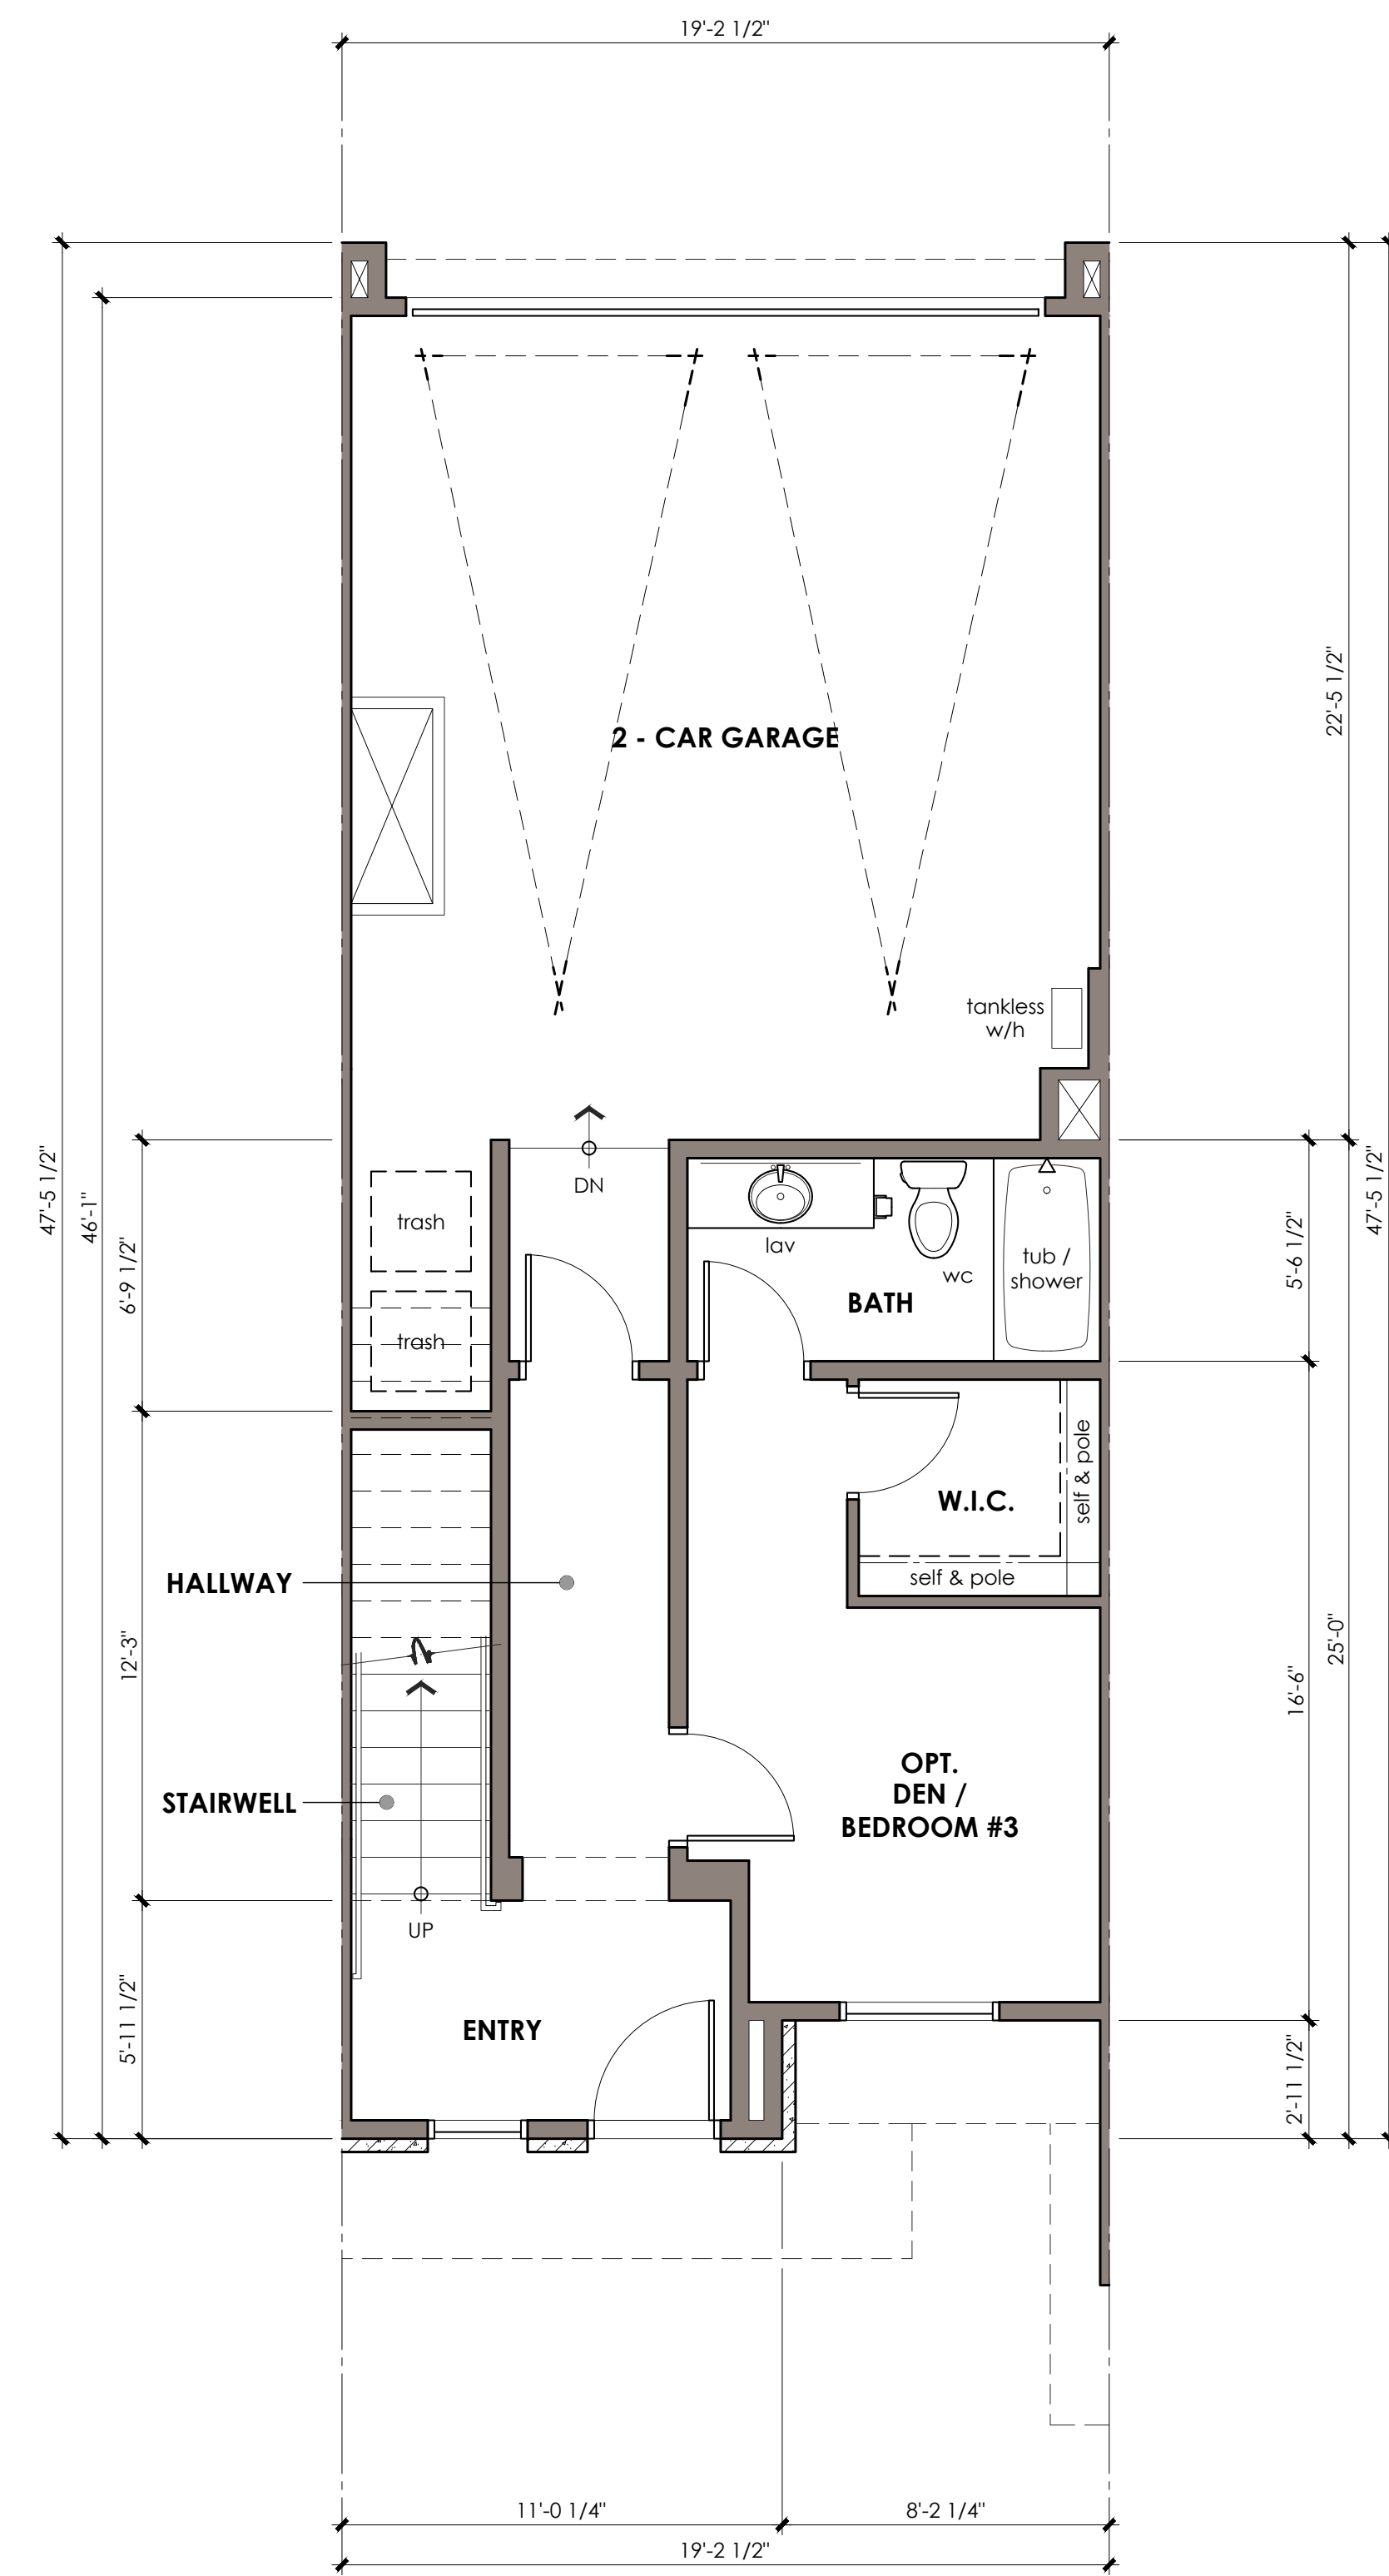 19'-2 1/2"
22'-5 1/2"
2 - CAR GARAGE
tankless
w/h
47'-5 1/2"
46'-1"
6'-9 1/2"
DN
trash
trash
lav
wc
tub /
shower
BATH
5'-6 1/2"
47'-5 1/2"
self & pole
W.I.C.
self & pole
HALLWAY
12'-3"
25'-0"
16'-6"
STAIRWELL
OPT.
DEN /
BEDROOM #3
UP
5'-11 1/2"
ENTRY
2'-11 1/2"
11'-0 1/4"
8'-2 1/4"
19'-2 1/2"